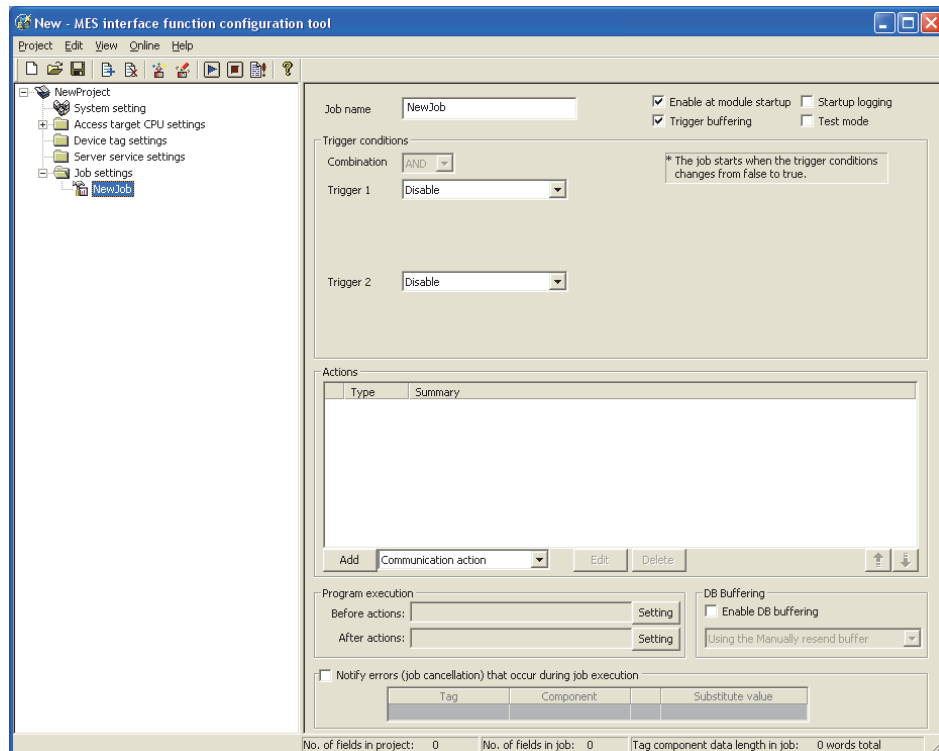 New - MES interface function configuration tool
Project Edit View Online Help
NewProject
System setting
Access target CPU settings
Device tag settings
Server service settings
Job settings
NewJob
Job name NewJob
Enable at module startup Startup logging
Trigger buffering Test mode
Trigger conditions
Combination AND
* The job starts when the trigger conditions
changes from false to true.
Trigger 1 Disable
Trigger 2 Disable
Actions
Type Summary
Add Communication action Edit Delete
Program execution
Before actions: Setting
After actions: Setting
DB Buffering
Enable DB buffering
Using the Manually resend buffer
Notify errors (job cancellation) that occur during job execution
Tag Component Substitute value
No. of fields in project: 0 No. of fields in job: 0 Tag component data length in job: 0 words total